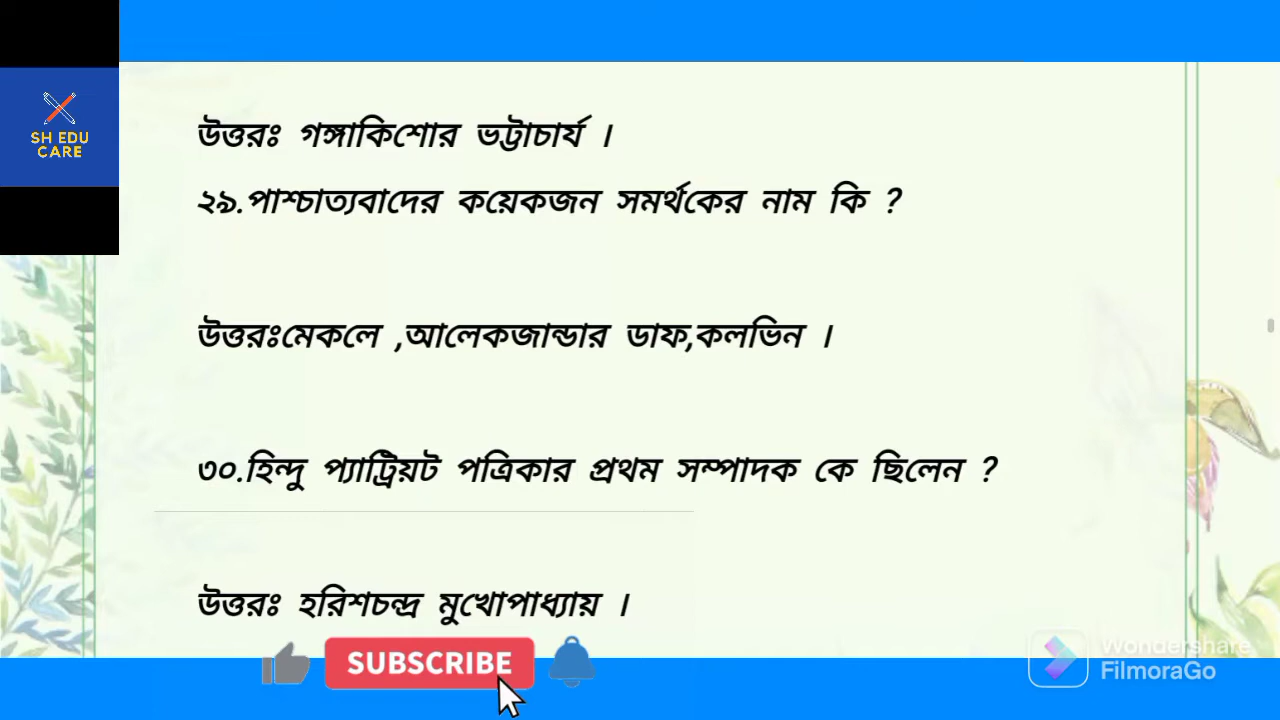 SH EDU
CARE
উত্তরঃ গঙ্গাকিশোর ভট্টাচার্য ।
২৯.পাশ্চাত্যবাদের কয়েকজন সমর্থকের নাম কি ?
উত্তরঃমেকলে ,আলেকজান্ডার ডাফ,কলভিন ।
৩০.হিন্দু প্যাট্রিয়ট পত্রিকার প্রথম সম্পাদক কে ছিলেন ?
উত্তরঃ হরিশচন্দ্র মুখোপাধ্যায় ।
SUBSCRIBE
Wondershare
FilmoraGo